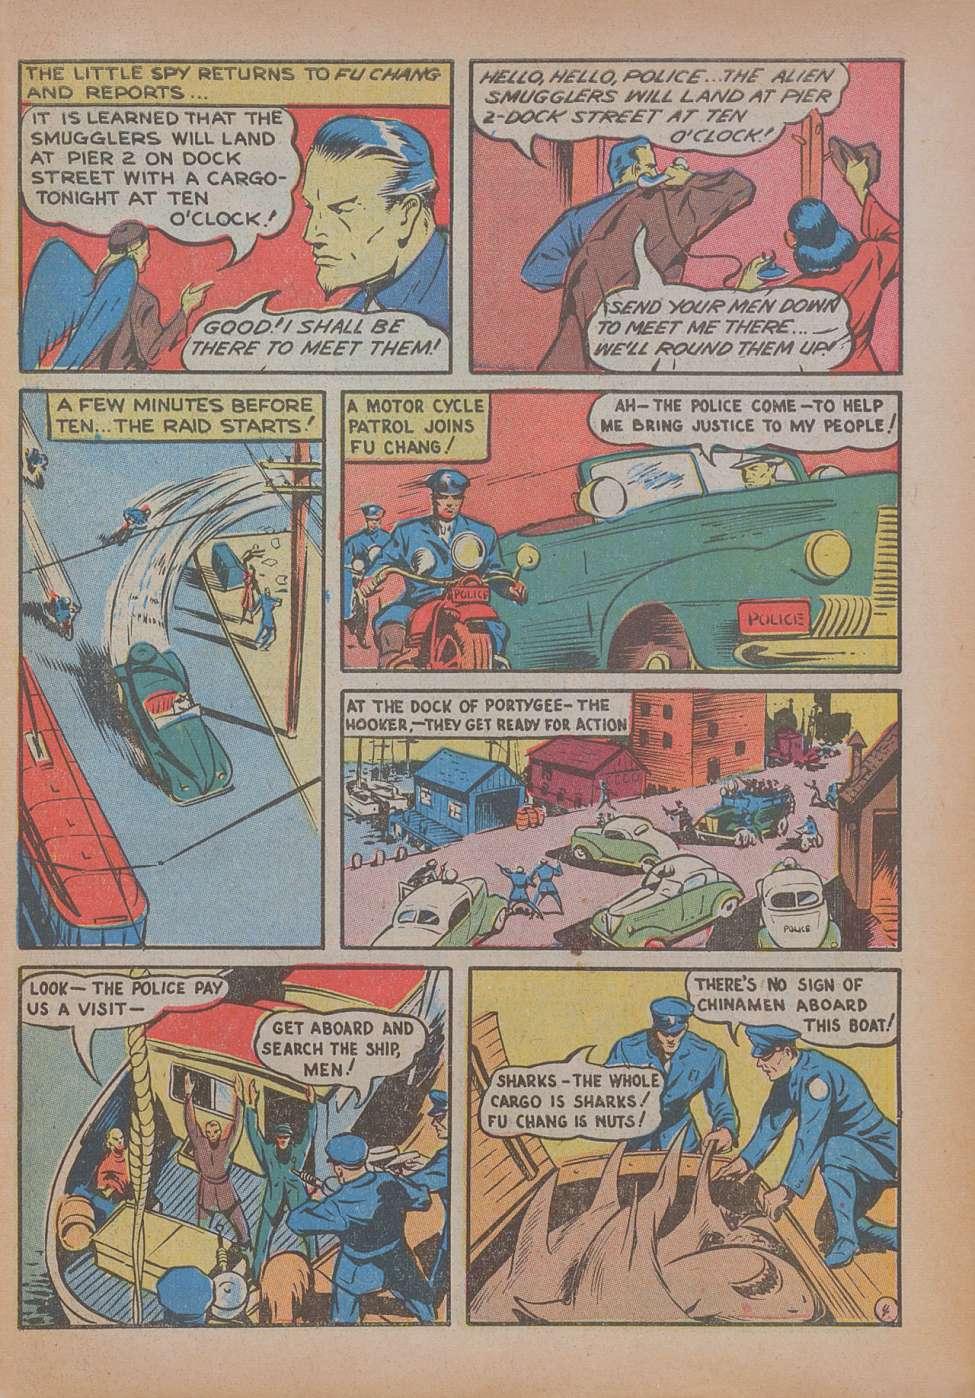 THE LITTLE SPY RETURNS TO FU CHANG
AND REPORTS...
IT IS LEARNED THAT THE
SMUGGLERS WILL LAND
AT PIER 2 ON DOCK
STREET WITH A CARGO-
TONIGHT AT TEN
O'CLOCK!
GOOD! I SHALL BE
THERE TO MEET THEM!
HELLO, HELLO, POLICE...THE ALIEN
SMUGGLERS WILL LAND AT PIER
2-DOCK STREET AT TEN
O'CLOCK!
SEND YOUR MEN DOWN
TO MEET ME THERE...
WE'LL ROUND THEM UP!
A FEW MINUTES BEFORE
TEN...THE RAID STARTS!
A MOTOR CYCLE
PATROL JOINS
FU CHANG!
AH-THE POLICE COME-TO HELP
ME BRING JUSTICE TO MY PEOPLE!
POLICE
POLICE
AT THE DOCK OF PORTYGEE-THE
HOOKER,-THEY GET READY FOR ACTION
POLICE
LOOK- THE POLICE PAY
US A VISIT-
GET ABOARD AND
SEARCH THE SHIP,
MEN!
THERE'S NO SIGN OF
CHINAMEN ABOARD
THIS BOAT!
SHARKS-THE WHOLE
CARGO IS SHARKS!
FU CHANG IS NUTS!
4